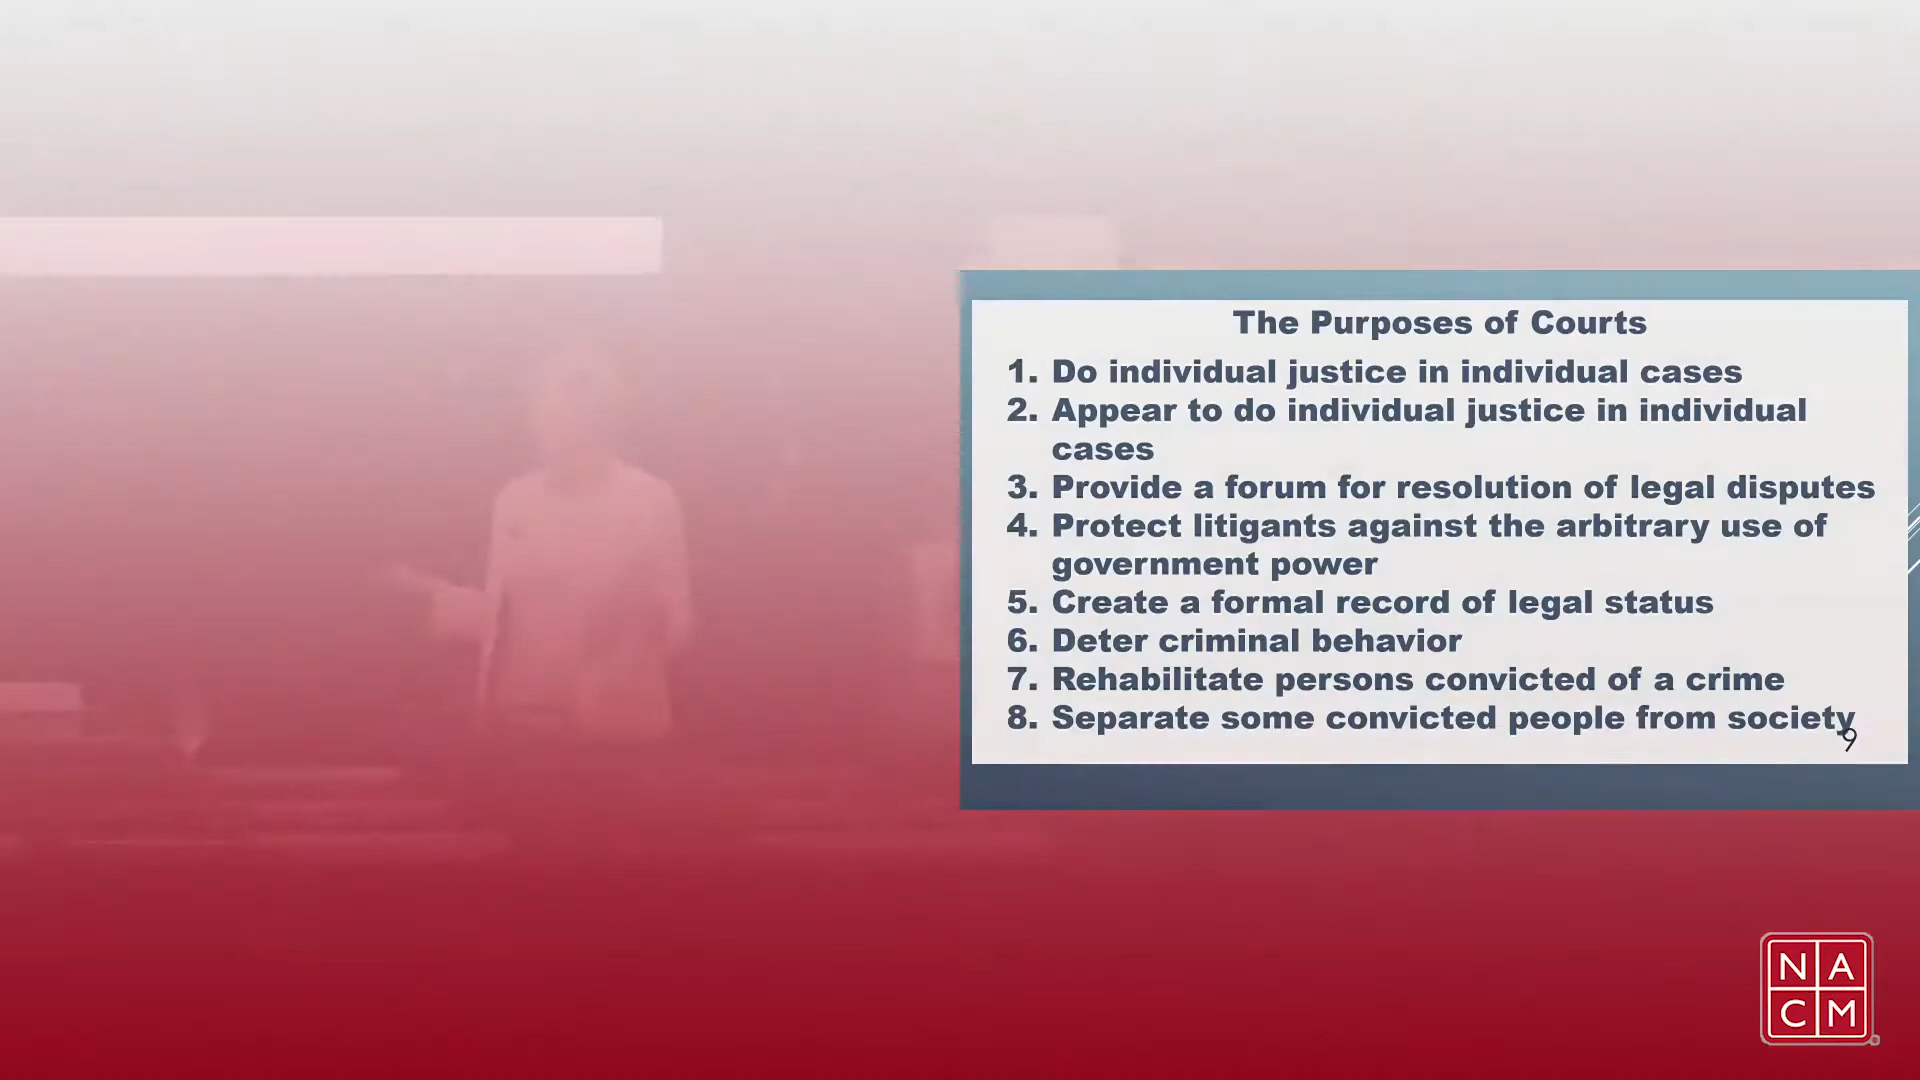 The Purposes of Courts
1. Do individual justice in individual cases
2. Appear to do individual justice in individual
cases
3. Provide a forum for resolution of legal disputes
4. Protect litigants against the arbitrary use of
government power
5. Create a formal record of legal status
6. Deter criminal behavior
7. Rehabilitate persons convicted of a crime
8. Separate some convicted people from society
9
N A
C M